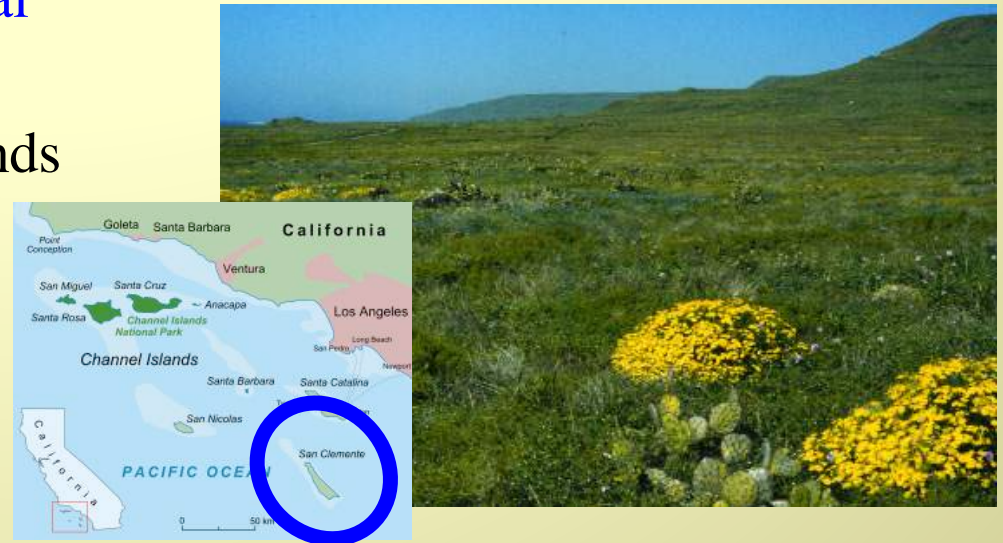 al
nds
Goleta Santa Barbara
California
Point
Conception
Ventura
San Miguel Santa Cruz
Anacapa
Santa Rosa
Channel Islands
National Park
Los Angeles
Long Beach
San Pedro
Newport
Channel Islands
Santa Barbara
Santa Catalina
San Nicolas
San Clemente
California
PACIFIC OCEAN
0 50 km